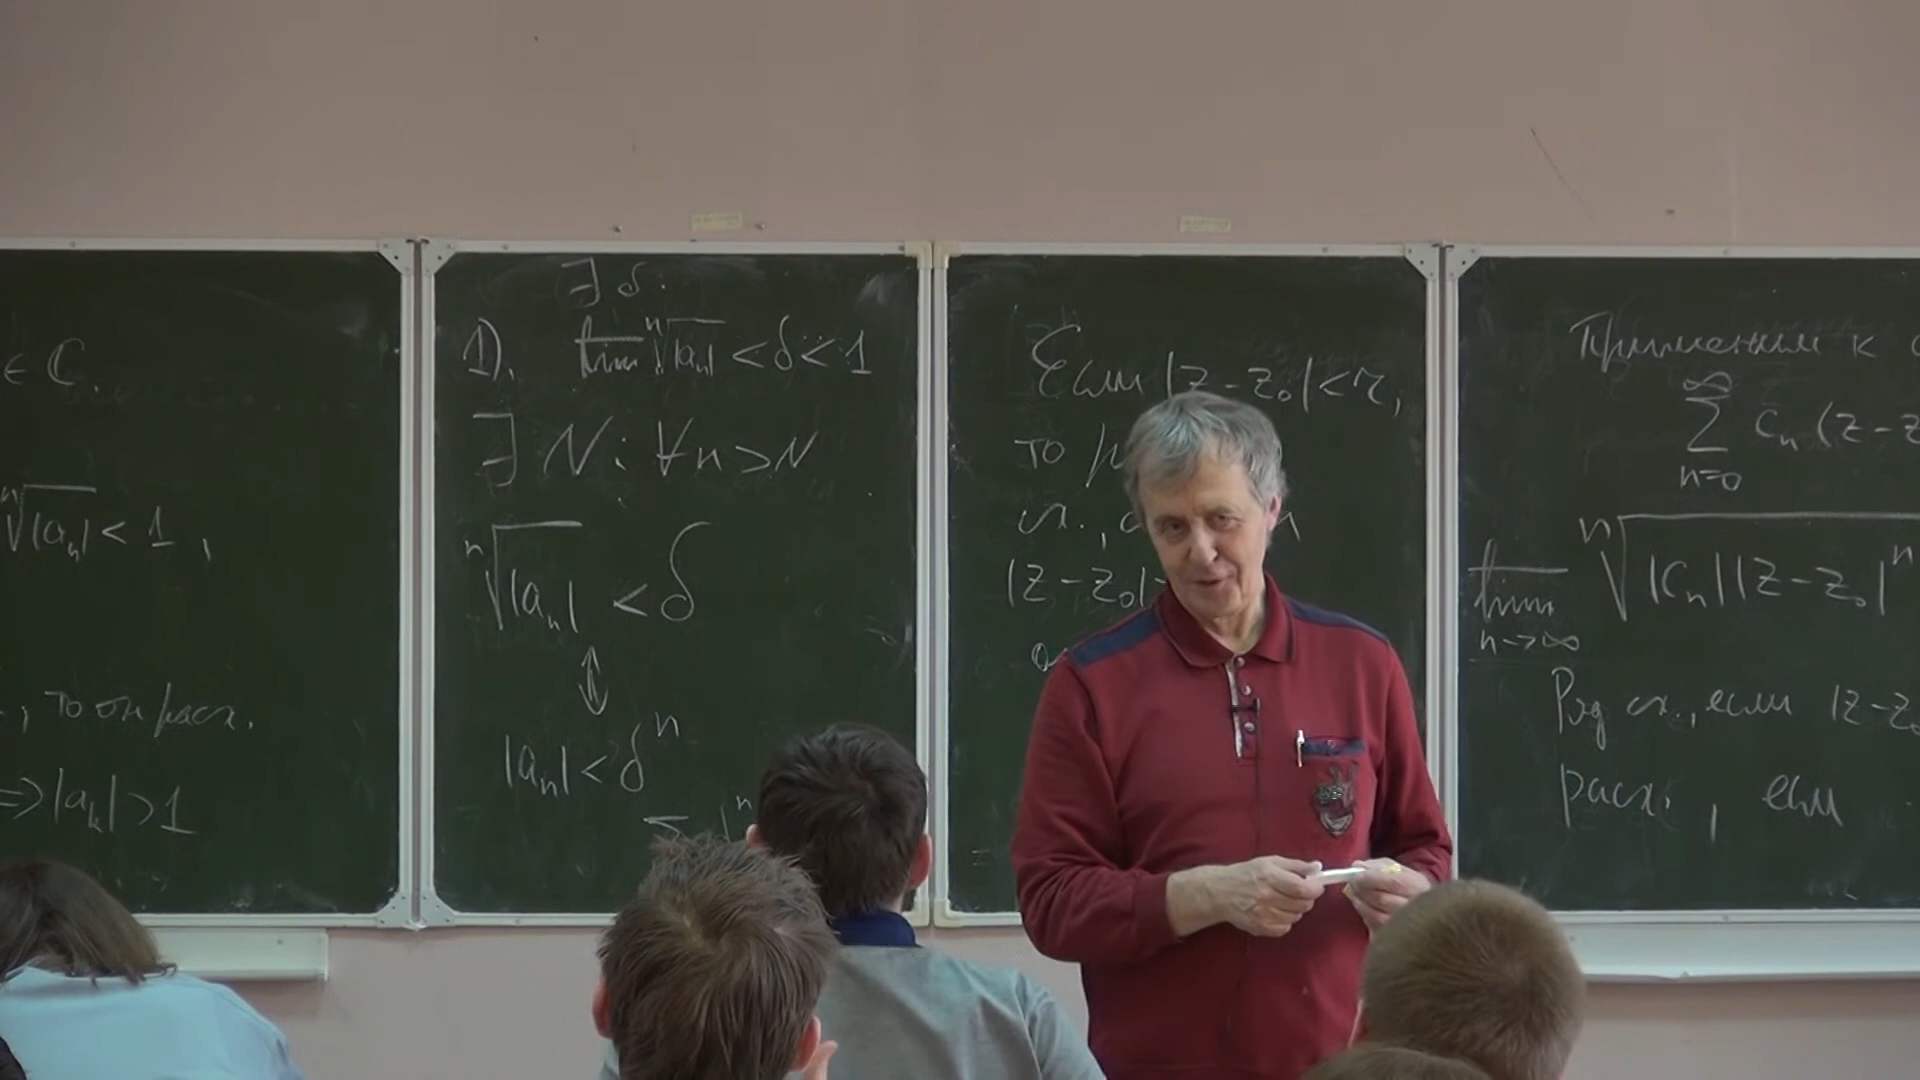 ∈ ℂ.
ⁿ√|aₙ| < 1,
, то он расх.
⇒ |aₖ| > 1
∃ δ:
1). lim ⁿ√|aₙ| < δ < 1
∃ N: ∀n > N
ⁿ√|aₙ| < δ
⇕
|aₙ| < δⁿ
Если |z - z₀| < r,
то
сх.,
|z - z₀|
Применим к
∞
∑ cₙ (z - z
n=0
ⁿ√|cₙ||z - z₀|ⁿ
lim
n→∞
Ряд сх., если |z - z₀
расх., если